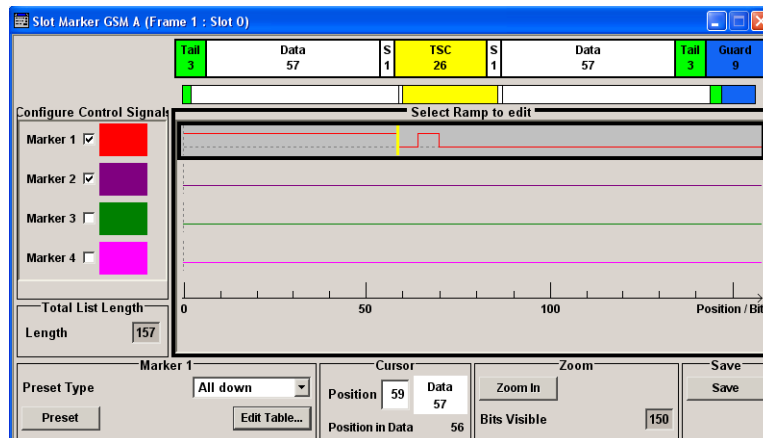 Slot Marker GSM A (Frame 1 : Slot 0)
Tail Data S TSC S Data Tail Guard
3 57 1 26 1 57 3 9
Configure Control Signals
Select Ramp to edit
Marker 1
Marker 2
Marker 3
Marker 4
0 50 100 Position / Bit
Total List Length
Length 157
Marker 1
Preset Type All down
Preset Edit Table...
Cursor
Position 59 Data 57
Position in Data 56
Zoom
Zoom In
Bits Visible 150
Save
Save